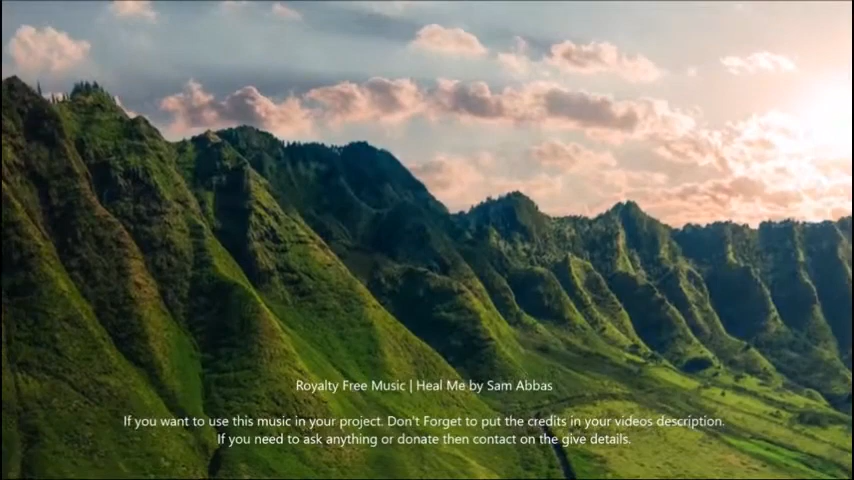 Royalty Free Music | Heal Me by Sam Abbas
If you want to use this music in your project. Don't Forget to put the credits in your videos description.
If you need to ask anything or donate then contact on the give details.